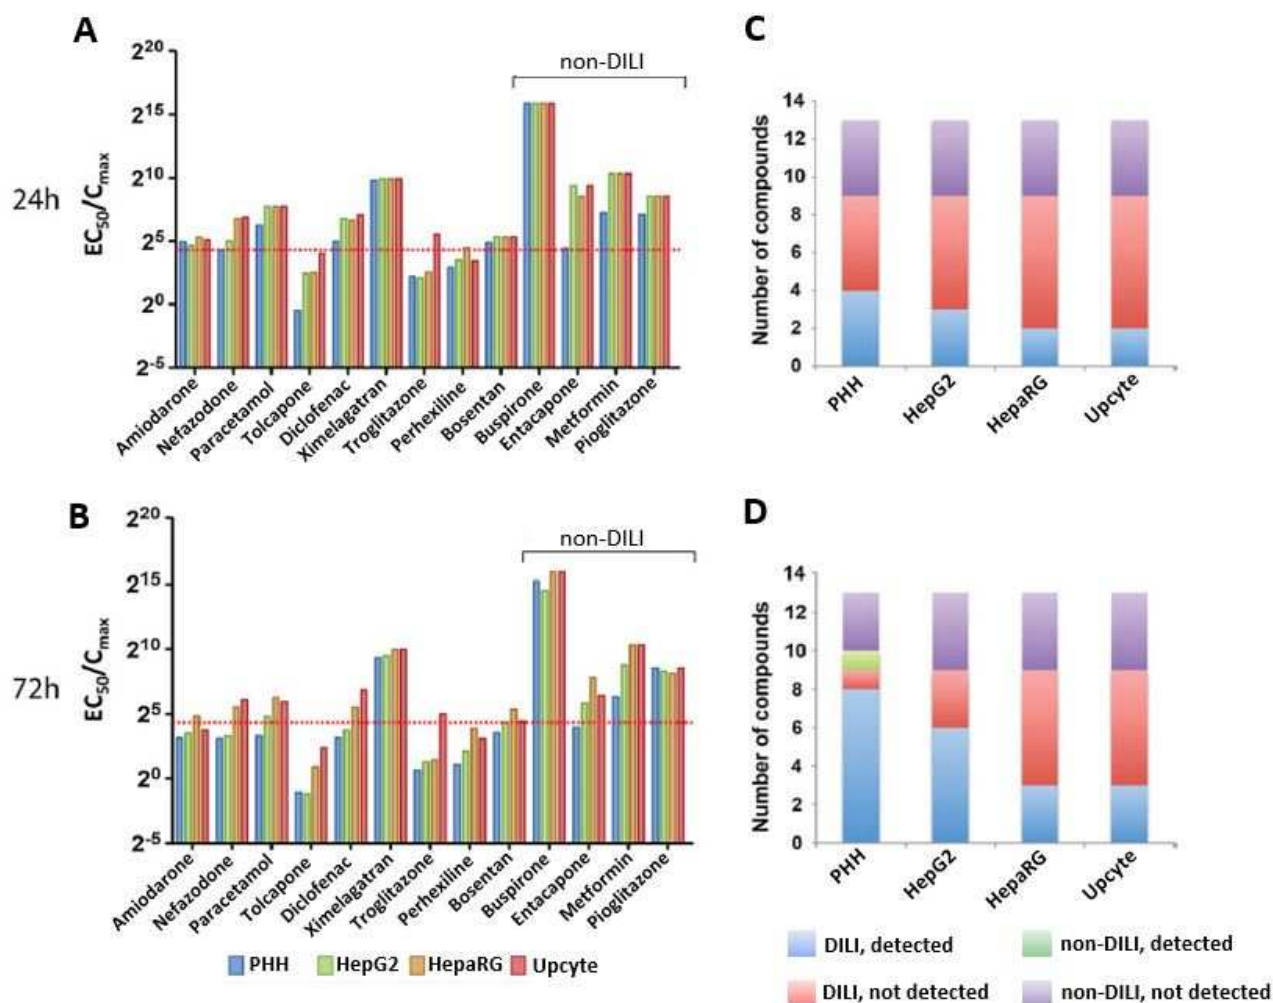 A
24h
EC50/Cmax
2^20
2^15
2^10
2^5
2^0
2^-5
non-DILI
Amiodarone
Nefazodone
Paracetamol
Tolcapone
Diclofenac
Ximelagatran
Troglitazone
Perhexiline
Bosentan
Buspirone
Entacapone
Metformin
Pioglitazone
C
Number of compounds
14
12
10
8
6
4
2
0
PHH
HepG2
HepaRG
Upcyte
B
72h
EC50/Cmax
2^20
2^15
2^10
2^5
2^0
2^-5
non-DILI
Amiodarone
Nefazodone
Paracetamol
Tolcapone
Diclofenac
Ximelagatran
Troglitazone
Perhexiline
Bosentan
Buspirone
Entacapone
Metformin
Pioglitazone
PHH HepG2 HepaRG Upcyte
D
Number of compounds
14
12
10
8
6
4
2
0
PHH
HepG2
HepaRG
Upcyte
DILI, detected
non-DILI, detected
DILI, not detected
non-DILI, not detected